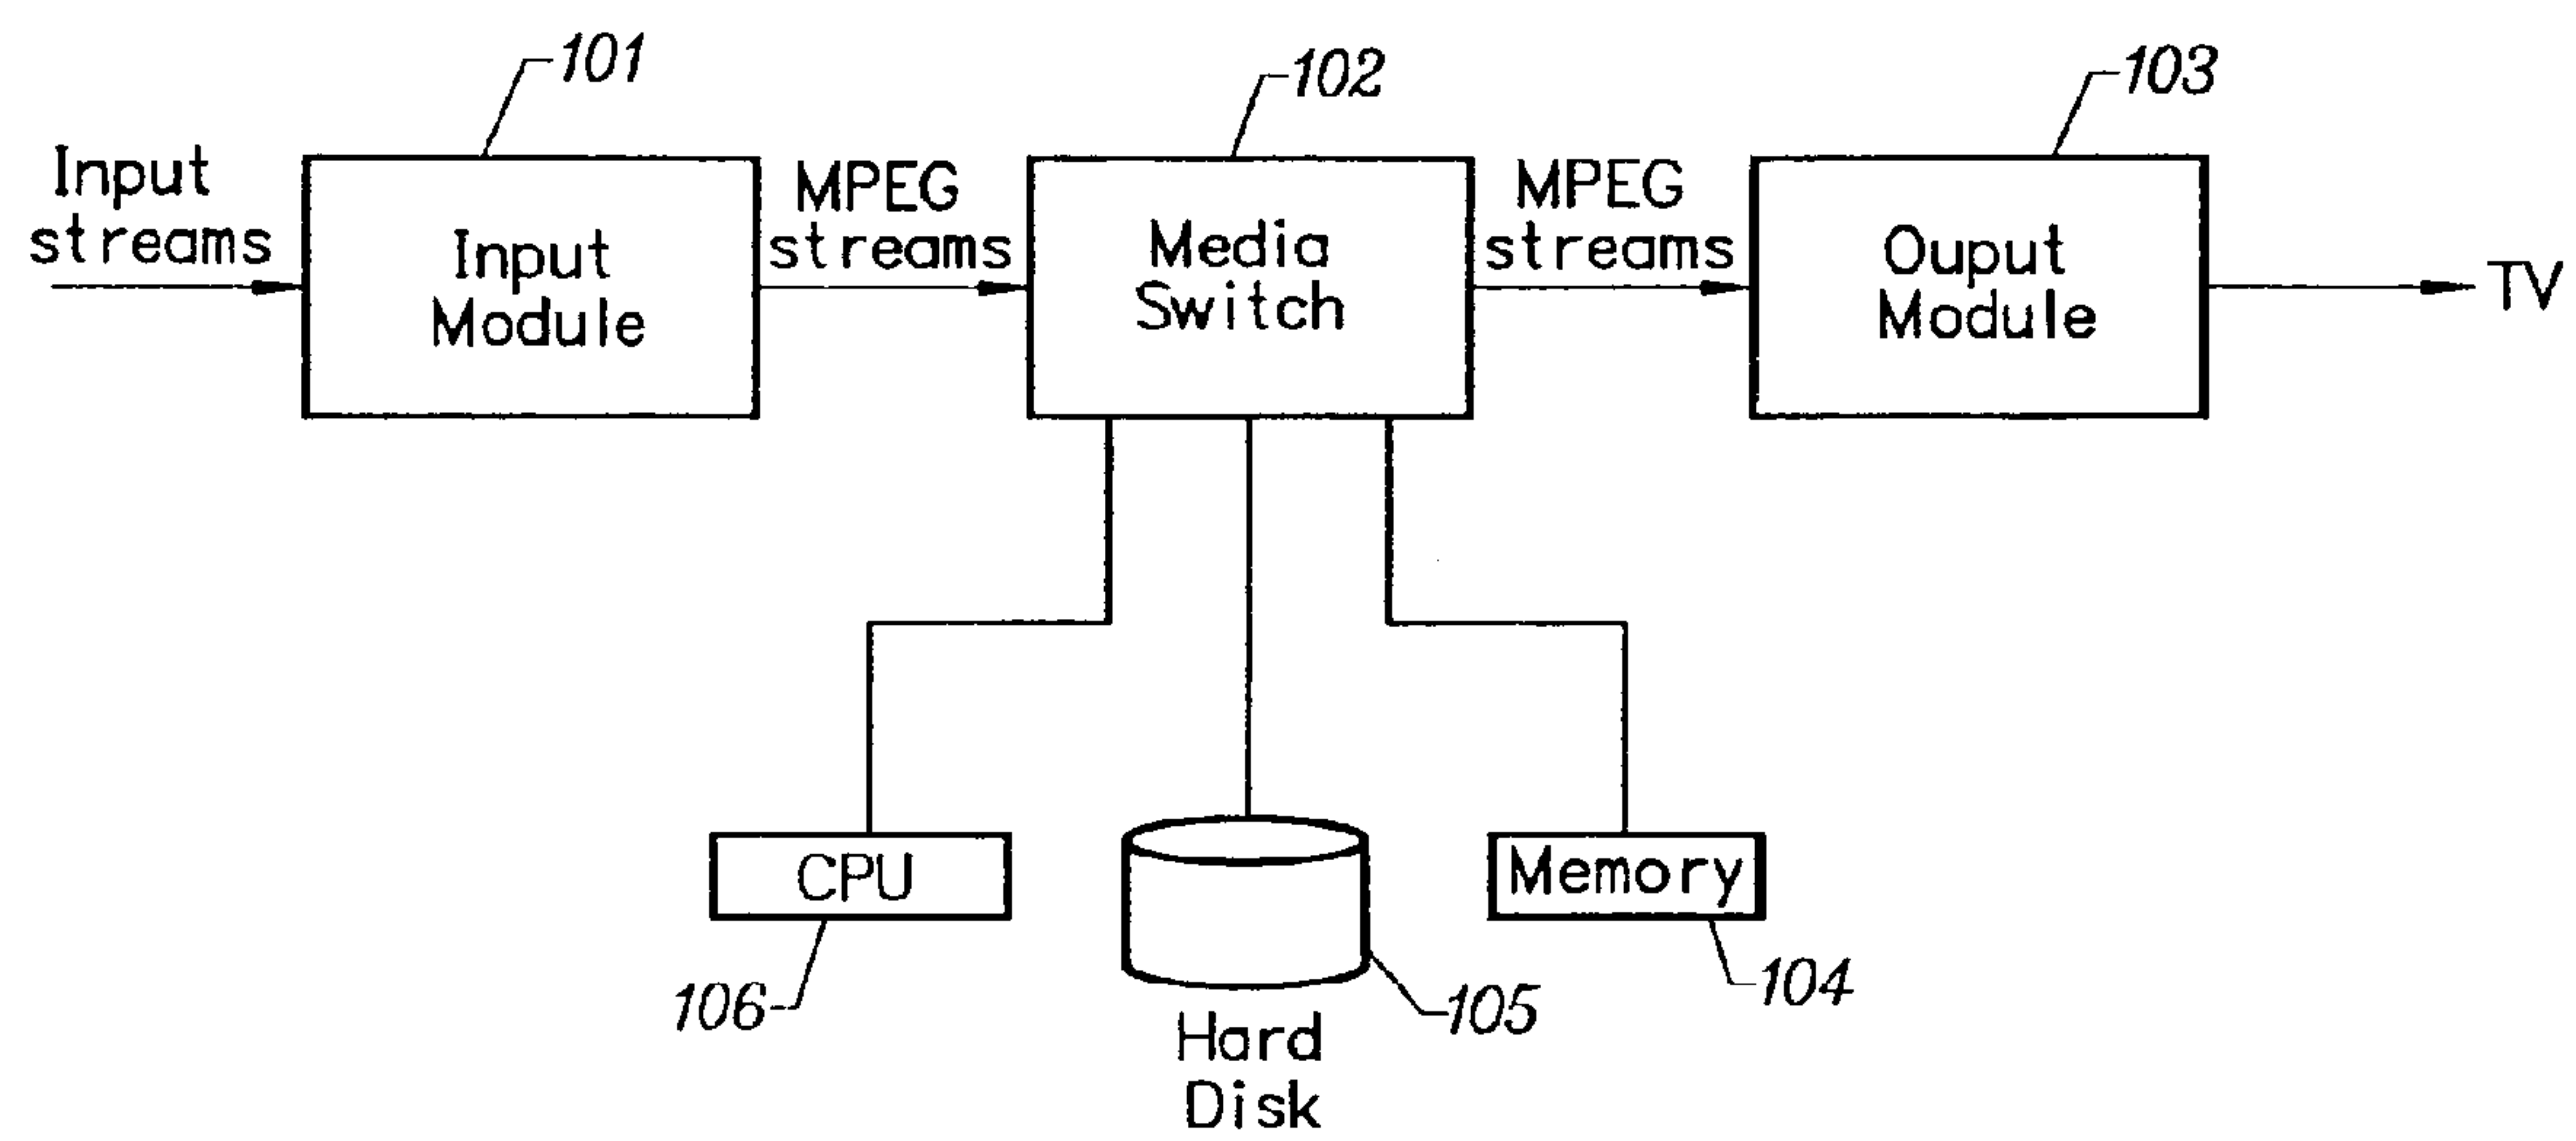 101
102
103
Input
streams
Input
Module
MPEG
streams
Media
Switch
MPEG
streams
Ouput
Module
TV
CPU
Memory
106
105
104
Hard
Disk